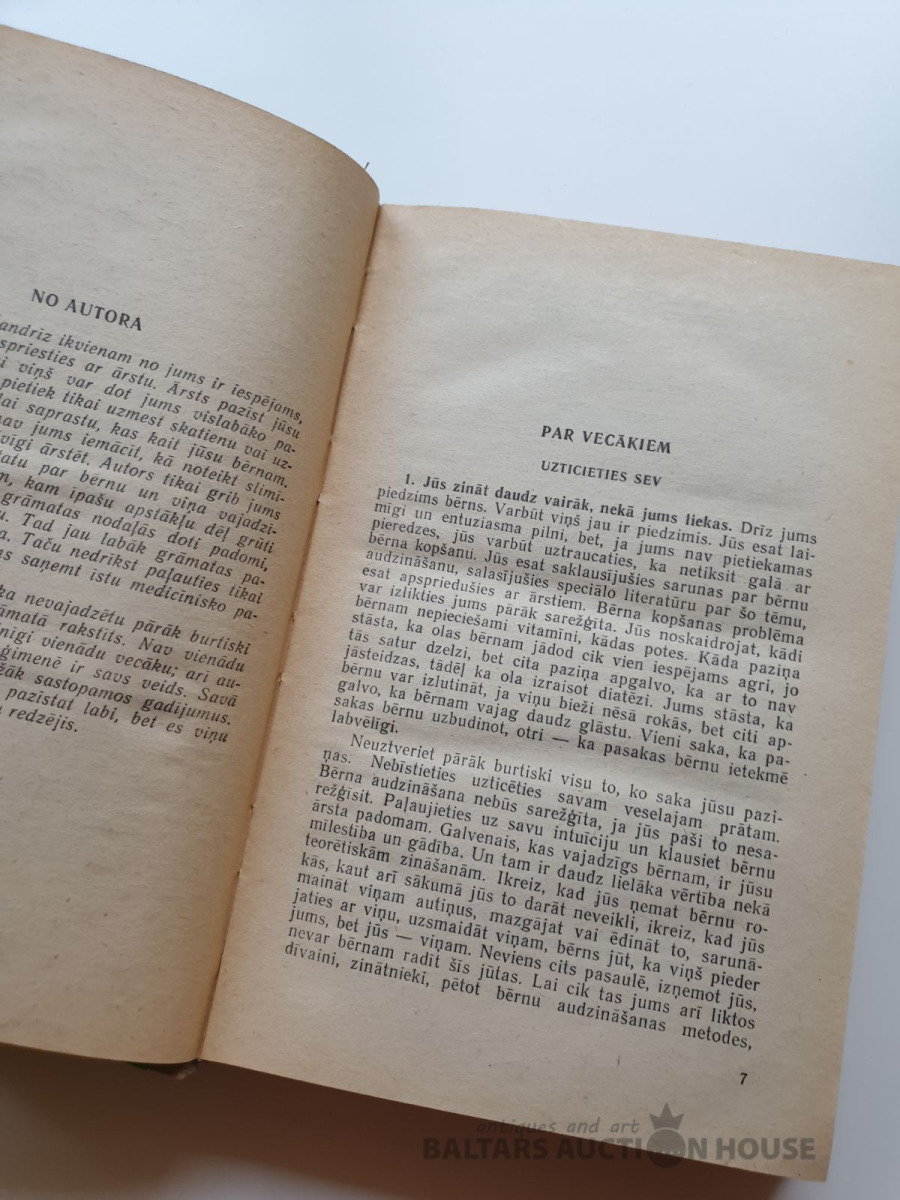 NO AUTORA
andrīz ikvienam no jums ir iespējams,
spriesties ar ārstu. Ārsts pazīst jūsu
viņš var dot jums vislabāko pa-
pietiek tikai uzmest skatienu vai uz-
lai saprastu, kas kait jūsu bērnam.
nav jums iemācīt, kā noteikt slimī-
vīgi ārstēt. Autors tikai grib jums
tatu par bērnu un viņa vajadzī-
kam īpašu apstākļu dēļ grūti
grāmatas nodaļās doti padomi,
Tad jau labāk grāmatas pa-
Taču nedrīkst paļauties tikai
saņemt īstu medicīnisko pa-
ka nevajadzētu pārāk burtiski
rakstīts. Nav vienādu
vienādu vecāku; arī au-
ģimenē ir savs veids. Savā
sastopamos gadījumus.
pazīstat labi, bet es viņu
redzējis.
PAR VECĀKIEM
UZTICIETIES SEV
1. Jūs zināt daudz vairāk, nekā jums liekas. Drīz jums
piedzims bērns. Varbūt viņš jau ir piedzimis. Jūs esat lai-
mīgi un entuziasma pilni, bet, ja jums nav pietiekamas
pieredzes, jūs varbūt uztraucaties, ka netiksit galā ar
bērna kopšanu. Jūs esat saklausījušies sarunas par bērnu
audzināšanu, salasījušies speciālo literatūru par šo tēmu,
esat apspriedušies ar ārstiem. Bērna kopšanas problēma
var izlikties jums pārāk sarežģīta. Jūs noskaidrojat, kādi
bērnam nepieciešami vitamīni, kādas potes. Kāda paziņa
stāsta, ka olas bērnam jādod cik vien iespējams agri, jo
tās satur dzelzi, bet cita paziņa apgalvo, ka ar to nav
jāsteidzas, tādēļ ka ola izraisot diatēzi. Jums stāsta, ka
bērnu var izlutināt, ja viņu bieži nēsā rokās, bet citi ap-
galvo, ka bērnam vajag daudz glāstu. Vieni saka, ka pa-
sakas bērnu uzbudinot, otri — ka pasakas bērnu ietekmē
labvēlīgi.
Neuztveriet pārāk burtiski visu to, ko saka jūsu pazi-
ņas. Nebīstieties uzticēties savam veselajam prātam.
Bērna audzināšana nebūs sarežģīta, ja jūs paši to nesa-
režģīsit. Paļaujieties uz savu intuīciju un klausiet bērnu
ārsta padomam. Galvenais, kas vajadzīgs bērnam, ir jūsu
mīlestība un gādība. Un tam ir daudz lielāka vērtība nekā
teorētiskām zināšanām. Ikreiz, kad jūs ņemat bērnu ro-
kās, kaut arī sākumā jūs to darāt neveikli, ikreiz, kad jūs
maināt viņam autiņus, mazgājat vai ēdināt to, sarunā-
jaties ar viņu, uzsmaidāt viņam, bērns jūt, ka viņš pieder
jums, bet jūs — viņam. Neviens cits pasaulē, izņemot jūs,
nevar bērnam radīt šīs jūtas. Lai cik tas jums arī liktos
dīvaini, zinātnieki, pētot bērnu audzināšanas metodes,
7
antiques and art
BALTARS AUCTION HOUSE